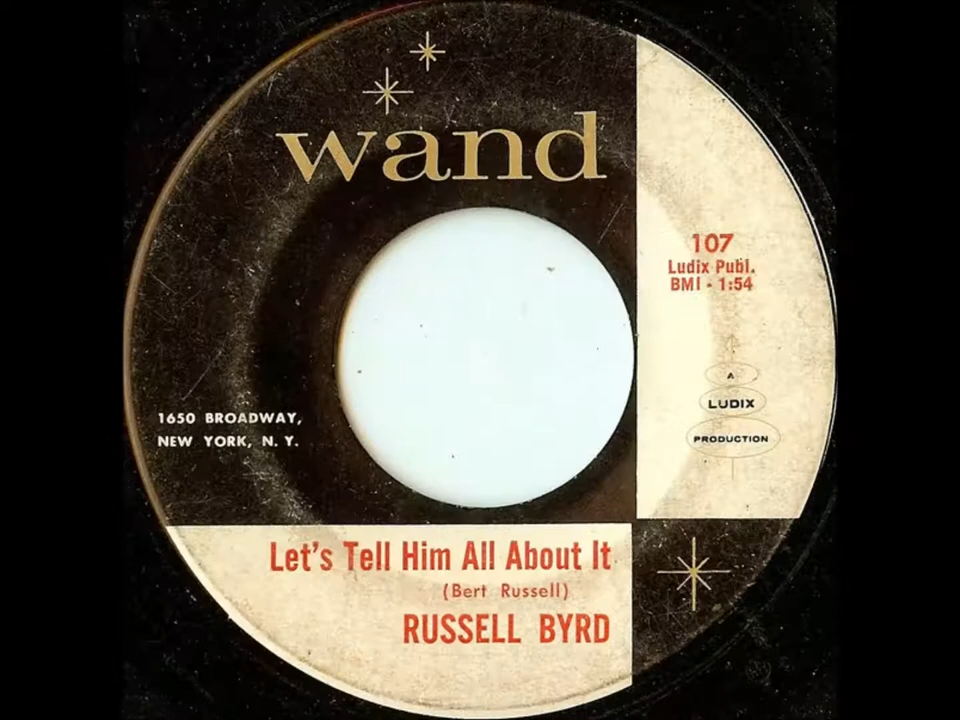 wand
107
Ludix Publ.
BMI - 1:54
A
LUDIX
PRODUCTION
1650 BROADWAY,
NEW YORK, N. Y.
Let's Tell Him All About It
(Bert Russell)
RUSSELL BYRD